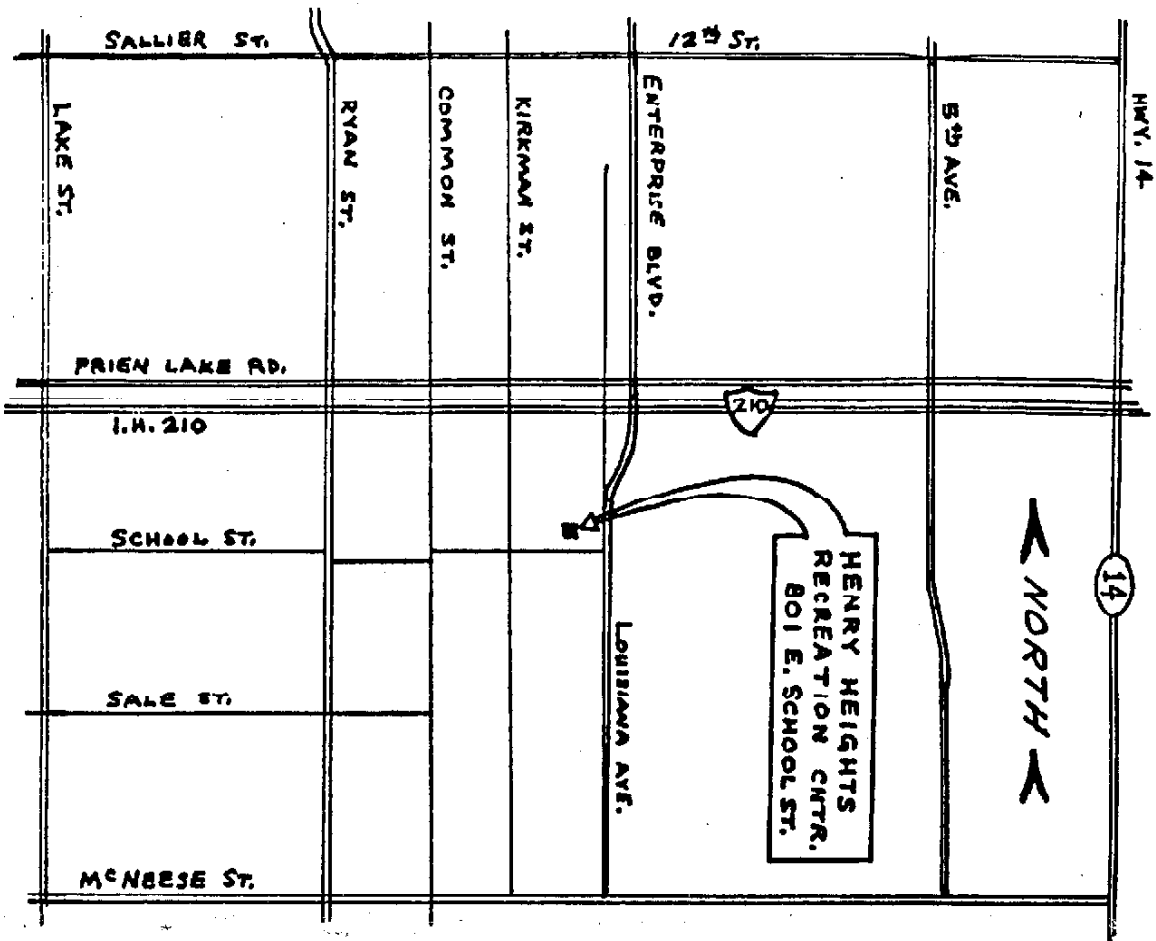 SALLIER ST.
12th ST.
HWY. 14
LAKE ST.
RYAN ST.
COMMON ST.
KIRKMAN ST.
ENTERPRISE BLVD.
5th AVE.
PRIEN LAKE RD.
I.H. 210
210
SCHOOL ST.
HENRY HEIGHTS
RECREATION CNTR.
801 E. SCHOOL ST.
NORTH
14
LOUISIANA AVE.
SALE ST.
McNEESE ST.